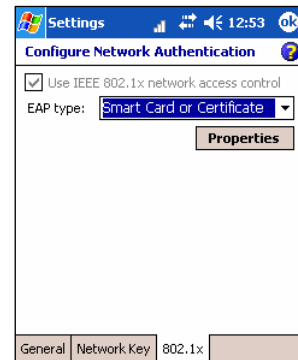 Settings 12:53 ok
Configure Network Authentication ?
Use IEEE 802.1x network access control
EAP type: Smart Card or Certificate
Properties
General Network Key 802.1x